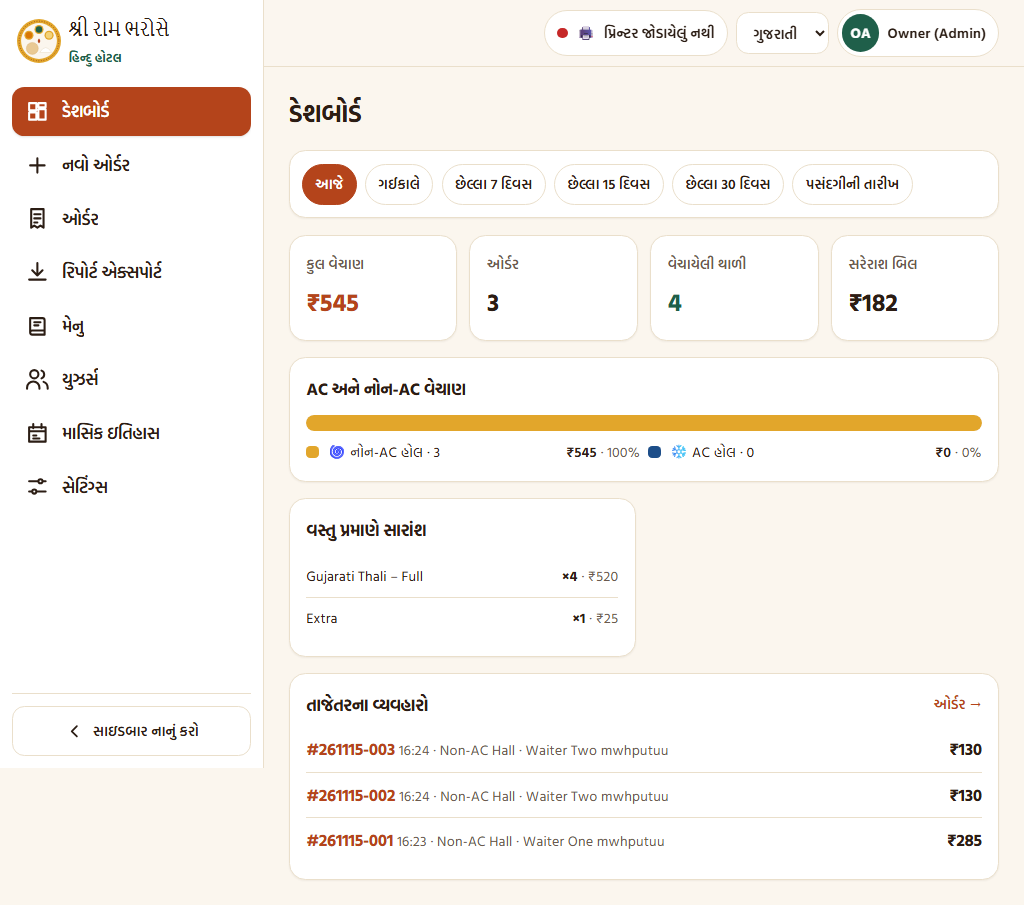 શ્રી રામ ભરોસે
હિન્દુ હોટલ
પ્રિન્ટર જોડાયેલું નથી
ગુજરાતી
OA
Owner (Admin)
ડેશબોર્ડ
નવો ઓર્ડર
ઓર્ડર
રિપોર્ટ એક્સપોર્ટ
મેનુ
યુઝર્સ
માસિક ઇતિહાસ
સેટિંગ્સ
સાઇડબાર નાનું કરો
ડેશબોર્ડ
આજે ગઈકાલે છેલ્લા 7 દિવસ છેલ્લા 15 દિવસ છેલ્લા 30 દિવસ પસંદગીની તારીખ
કુલ વેચાણ
₹545
ઓર્ડર
3
વેચાયેલી થાળી
4
સરેરાશ બિલ
₹182
AC અને નોન-AC વેચાણ
નોન-AC હોલ · 3 ₹545 · 100% AC હોલ · 0 ₹0 · 0%
વસ્તુ પ્રમાણે સારાંશ
Gujarati Thali – Full ×4 · ₹520
Extra ×1 · ₹25
તાજેતરના વ્યવહારો ઓર્ડર →
#261115-003 16:24 · Non-AC Hall · Waiter Two mwhputuu ₹130
#261115-002 16:24 · Non-AC Hall · Waiter Two mwhputuu ₹130
#261115-001 16:23 · Non-AC Hall · Waiter One mwhputuu ₹285